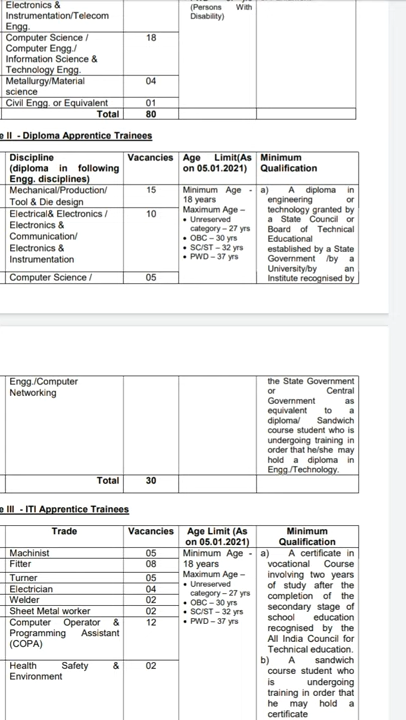 Electronics &
Instrumentation/Telecom
Engg.
(Persons With
Disability)
Computer Science /
Computer Engg./
Information Science &
Technology Engg.
18
Metallurgy/Material
science
04
Civil Engg. or Equivalent
01
Total
80
e II - Diploma Apprentice Trainees
Discipline
(diploma in following
Engg. disciplines)
Vacancies
Age Limit(As
on 05.01.2021)
Minimum
Qualification
Mechanical/Production/
Tool & Die design
15
Electrical& Electronics /
Electronics &
Communication/
Electronics &
Instrumentation
10
Computer Science /
05
Minimum Age -
18 years
Maximum Age –
• Unreserved
category – 27 yrs
• OBC – 30 yrs
• SC/ST – 32 yrs
• PWD – 37 yrs
a) A diploma in
engineering or
technology granted by
a State Council or
Board of Technical
Educational
established by a State
Government /by a
University/by an
Institute recognised by
Engg./Computer
Networking
the State Government
or Central
Government as
equivalent to a
diploma/ Sandwich
course student who is
undergoing training in
order that he/she may
hold a diploma in
Engg./Technology.
Total
30
e III - ITI Apprentice Trainees
Trade
Vacancies
Age Limit (As
on 05.01.2021)
Minimum
Qualification
Machinist
05
Fitter
08
Turner
05
Electrician
04
Welder
02
Sheet Metal worker
02
Computer Operator &
Programming Assistant
(COPA)
12
Health Safety &
Environment
02
Minimum Age -
18 years
Maximum Age –
• Unreserved
category – 27 yrs
• OBC – 30 yrs
• SC/ST – 32 yrs
• PWD – 37 yrs
a) A certificate in
vocational Course
involving two years
of study after the
completion of the
secondary stage of
school education
recognised by the
All India Council for
Technical education.
b) A sandwich
course student who
is undergoing
training in order that
he may hold a
certificate